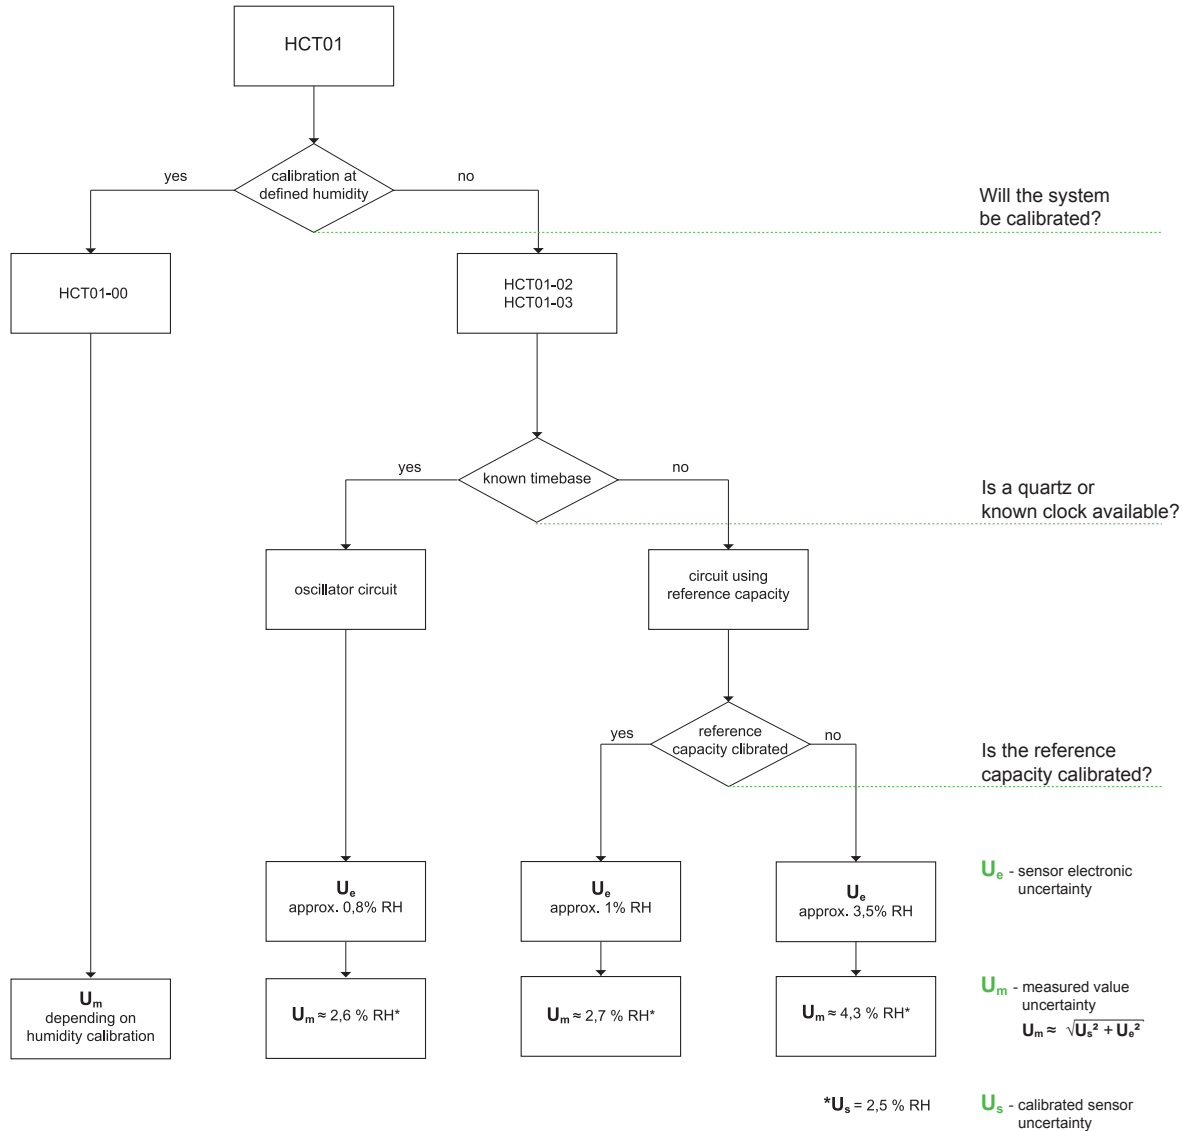 HCT01
calibration at
defined humidity
yes
no
Will the system
be calibrated?
HCT01-00
HCT01-02
HCT01-03
known timebase
yes
no
Is a quartz or
known clock available?
oscillator circuit
circuit using
reference capacity
reference
capacity clibrated
yes
no
Is the reference
capacity calibrated?
Ue
approx. 0,8% RH
Ue
approx. 1% RH
Ue
approx. 3,5% RH
Ue - sensor electronic
uncertainty
Um
depending on
humidity calibration
Um ≈ 2,6 % RH*
Um ≈ 2,7 % RH*
Um ≈ 4,3 % RH*
Um - measured value
uncertainty
Um ≈ √Us² + Ue²
*Us = 2,5 % RH
Us - calibrated sensor
uncertainty